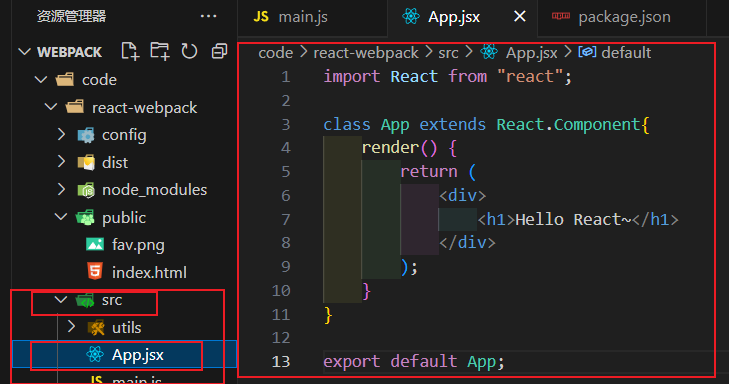 资源管理器
WEBPACK
code
react-webpack
config
dist
node_modules
public
fav.png
index.html
src
utils
App.jsx
main.js
JS main.js
App.jsx
package.json
code > react-webpack > src > App.jsx > default
1 import React from "react";
2
3 class App extends React.Component{
4 render() {
5 return (
6 <div>
7 <h1>Hello React~</h1>
8 </div>
9 );
10 }
11 }
12
13 export default App;